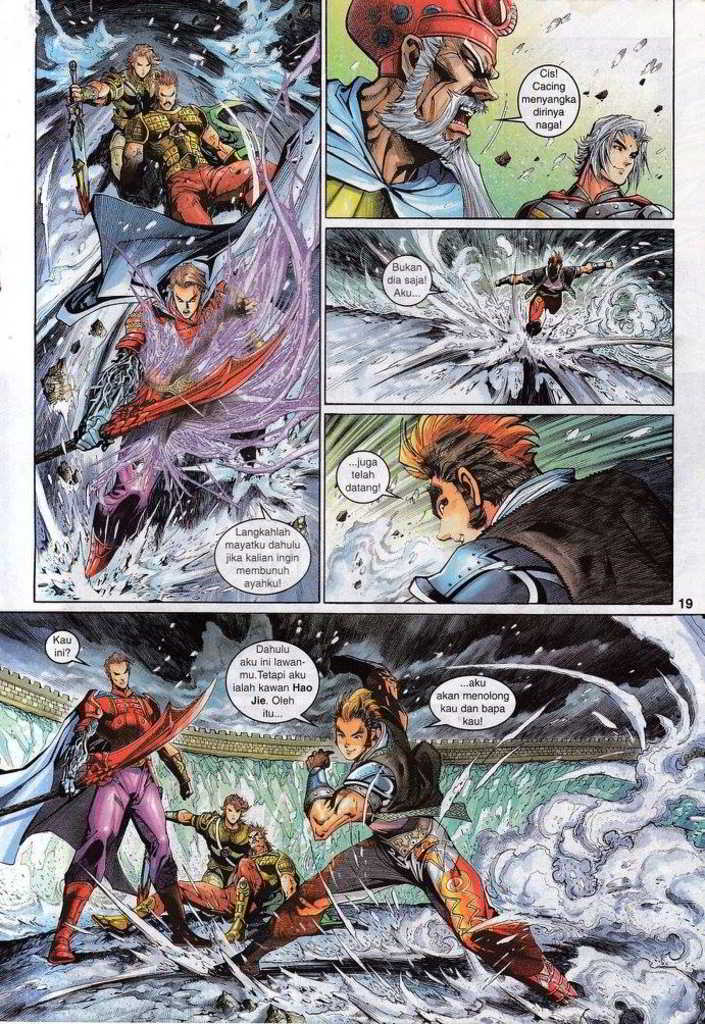 Langkahlah
mayatku dahulu
jika kalian ingin
membunuh
ayahku!
Cis!
Cacing
menyangka
dirinya
naga!
Bukan
dia saja!
Aku...
...juga
telah
datang!
19
Kau
ini?
Dahulu
aku ini lawan-
mu.Tetapi aku
ialah kawan Hao
Jie. Oleh
itu...
...aku
akan menolong
kau dan bapa
kau!